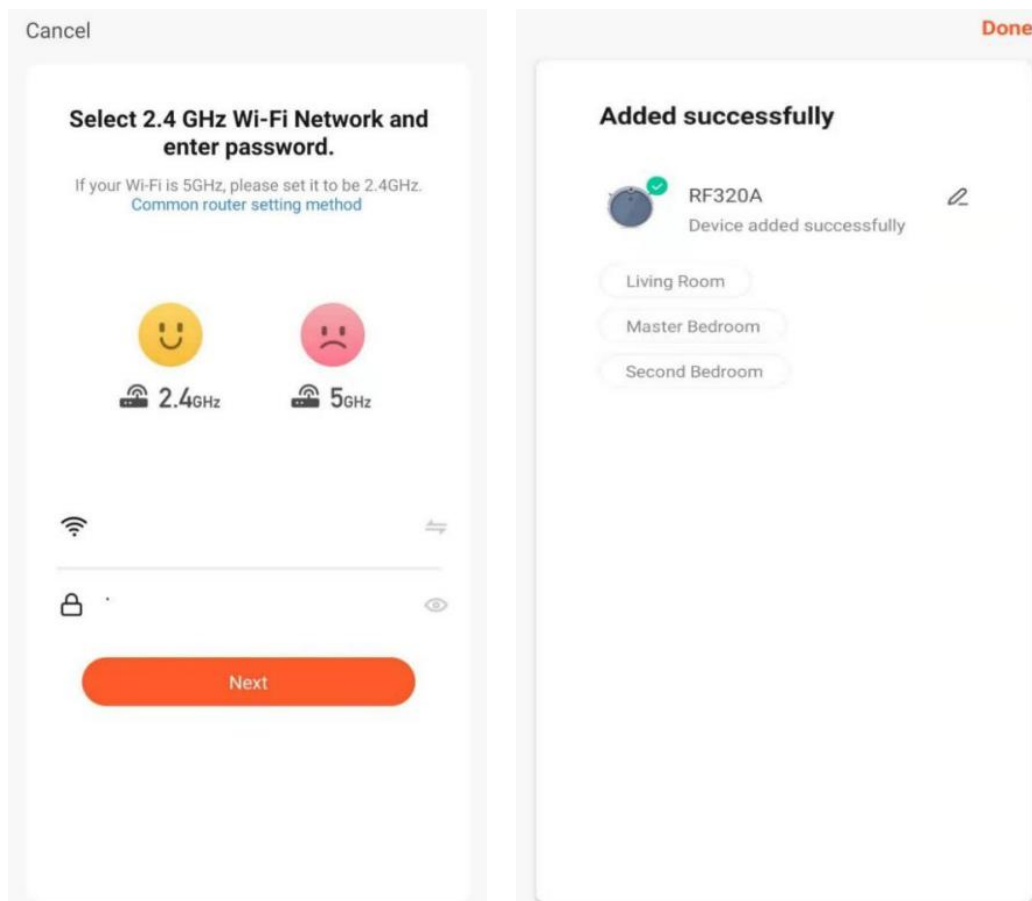 Cancel
Select 2.4 GHz Wi-Fi Network and
enter password.
If your Wi-Fi is 5GHz, please set it to be 2.4GHz.
Common router setting method
2.4GHz
5GHz
Next
Done
Added successfully
RF320A
Device added successfully
Living Room
Master Bedroom
Second Bedroom